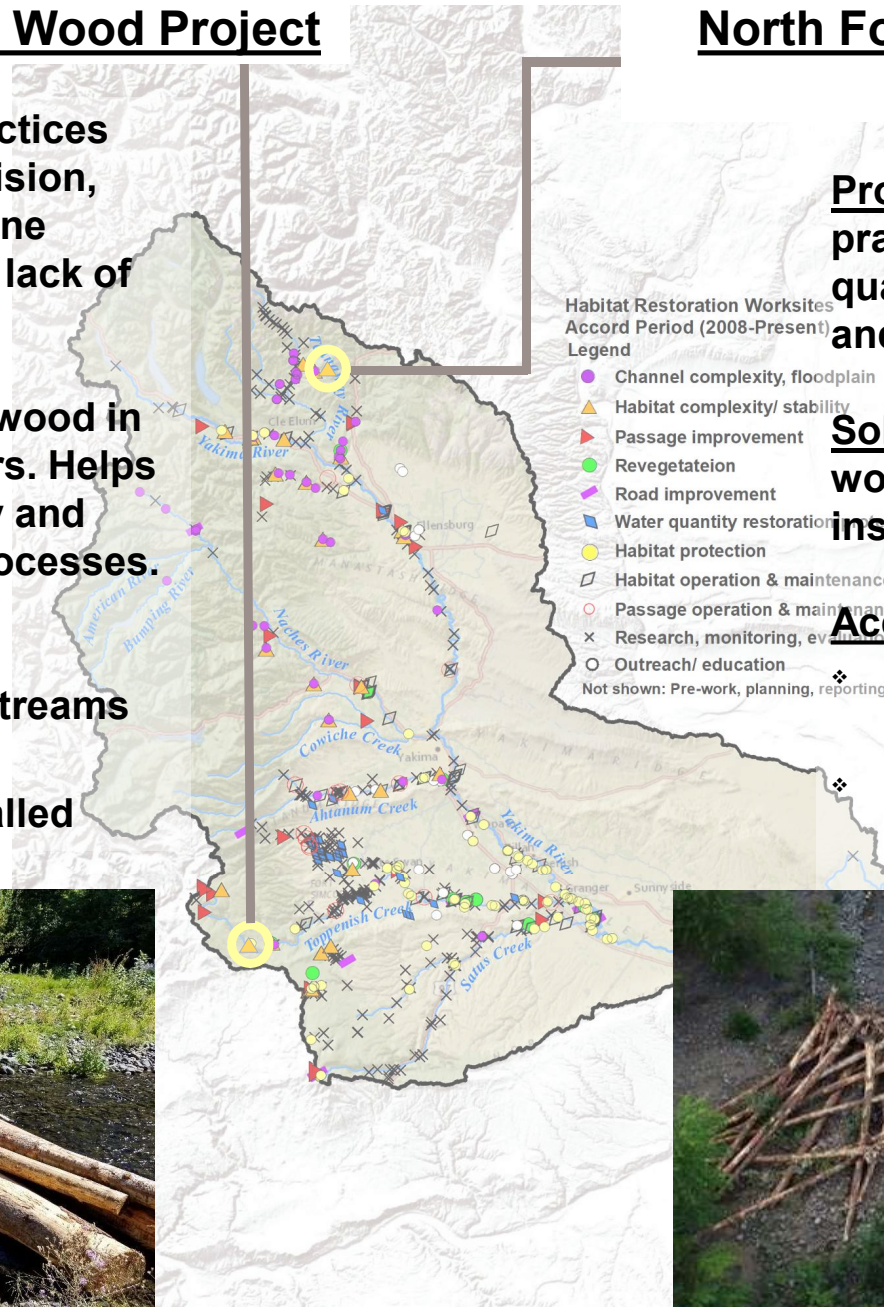 Wood Project
North Fo
ctices
ision,
ne
lack of
wood in
rs. Helps
y and
ocesses.
treams
alled
Pro
pra
qua
and
Sol
wo
ins
Acc
Habitat Restoration Worksites
Accord Period (2008-Present)
Legend
Channel complexity, floodplain
Habitat complexity/ stability
Passage improvement
Revegetateion
Road improvement
Water quantity restoration
Habitat protection
Habitat operation & maintenance
Passage operation & maintenan
Research, monitoring, evaluation
Outreach/ education
Not shown: Pre-work, planning, reporting
River
Cle Elum
Yakima River
Ellensburg
MANASTASH
American
Bumping River
Naches River
Cowiche Creek
Yakima
Ahtanum Creek
Yakima River
Granger
Sunnyside
Toppenish Creek
Satus Creek